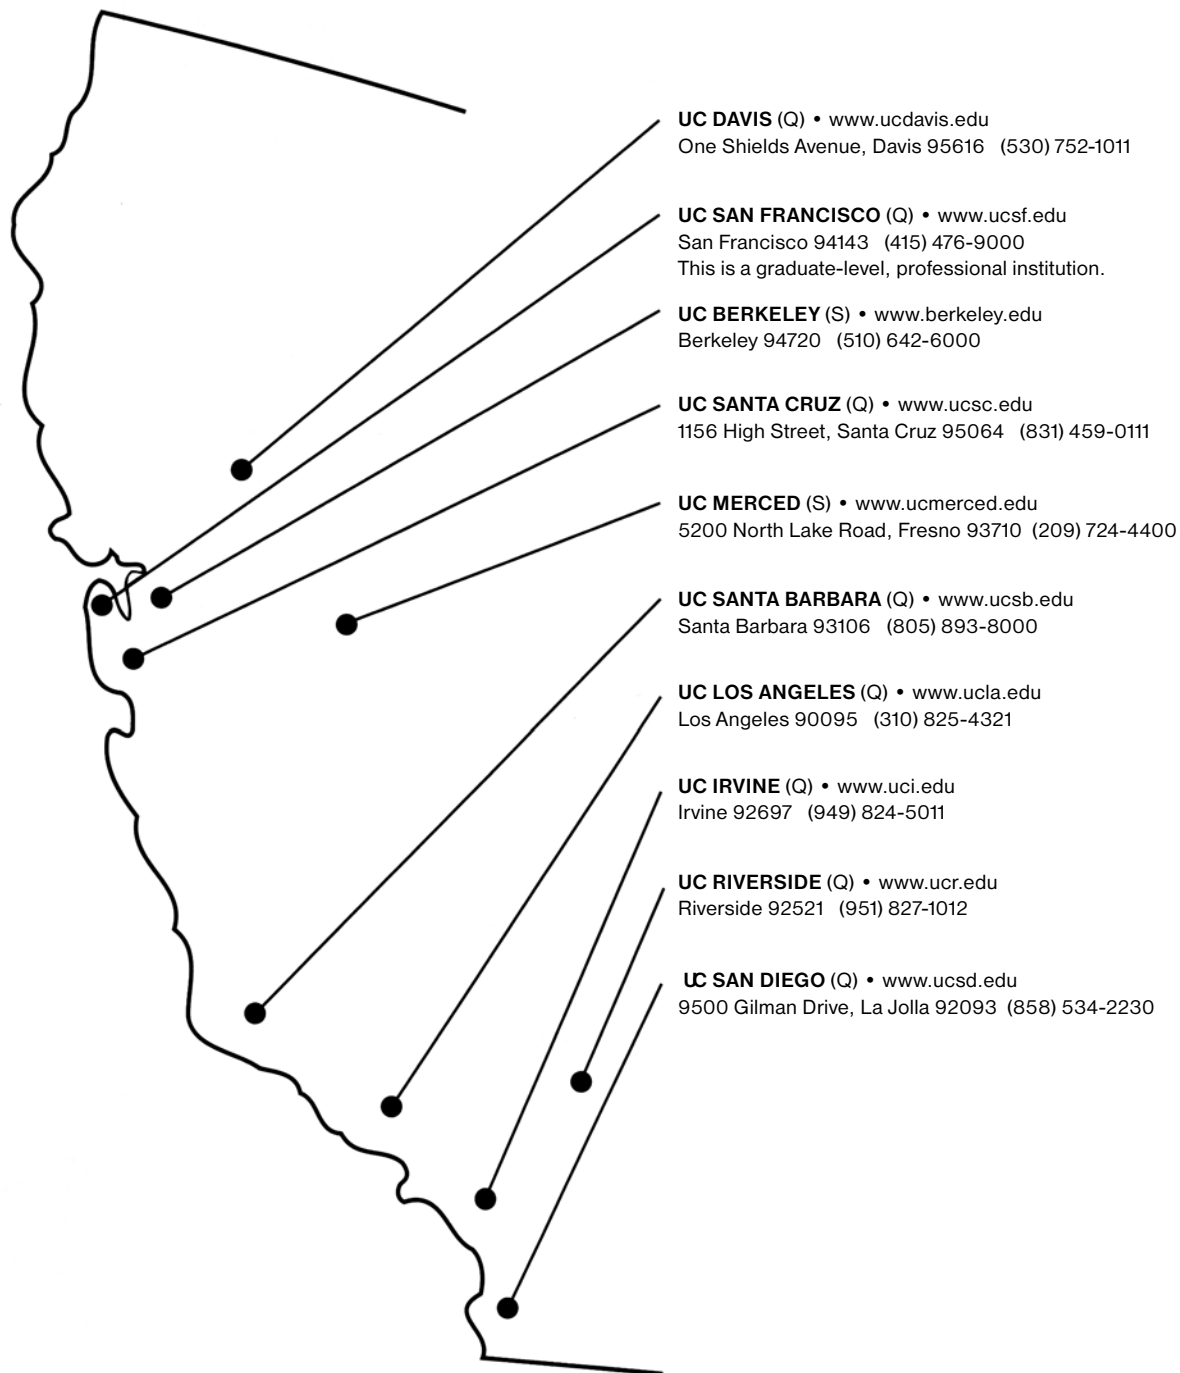 UC DAVIS (Q) • www.ucdavis.edu
One Shields Avenue, Davis 95616 (530) 752-1011
UC SAN FRANCISCO (Q) • www.ucsf.edu
San Francisco 94143 (415) 476-9000
This is a graduate-level, professional institution.
UC BERKELEY (S) • www.berkeley.edu
Berkeley 94720 (510) 642-6000
UC SANTA CRUZ (Q) • www.ucsc.edu
1156 High Street, Santa Cruz 95064 (831) 459-0111
UC MERCED (S) • www.ucmerced.edu
5200 North Lake Road, Fresno 93710 (209) 724-4400
UC SANTA BARBARA (Q) • www.ucsb.edu
Santa Barbara 93106 (805) 893-8000
UC LOS ANGELES (Q) • www.ucla.edu
Los Angeles 90095 (310) 825-4321
UC IRVINE (Q) • www.uci.edu
Irvine 92697 (949) 824-5011
UC RIVERSIDE (Q) • www.ucr.edu
Riverside 92521 (951) 827-1012
UC SAN DIEGO (Q) • www.ucsd.edu
9500 Gilman Drive, La Jolla 92093 (858) 534-2230